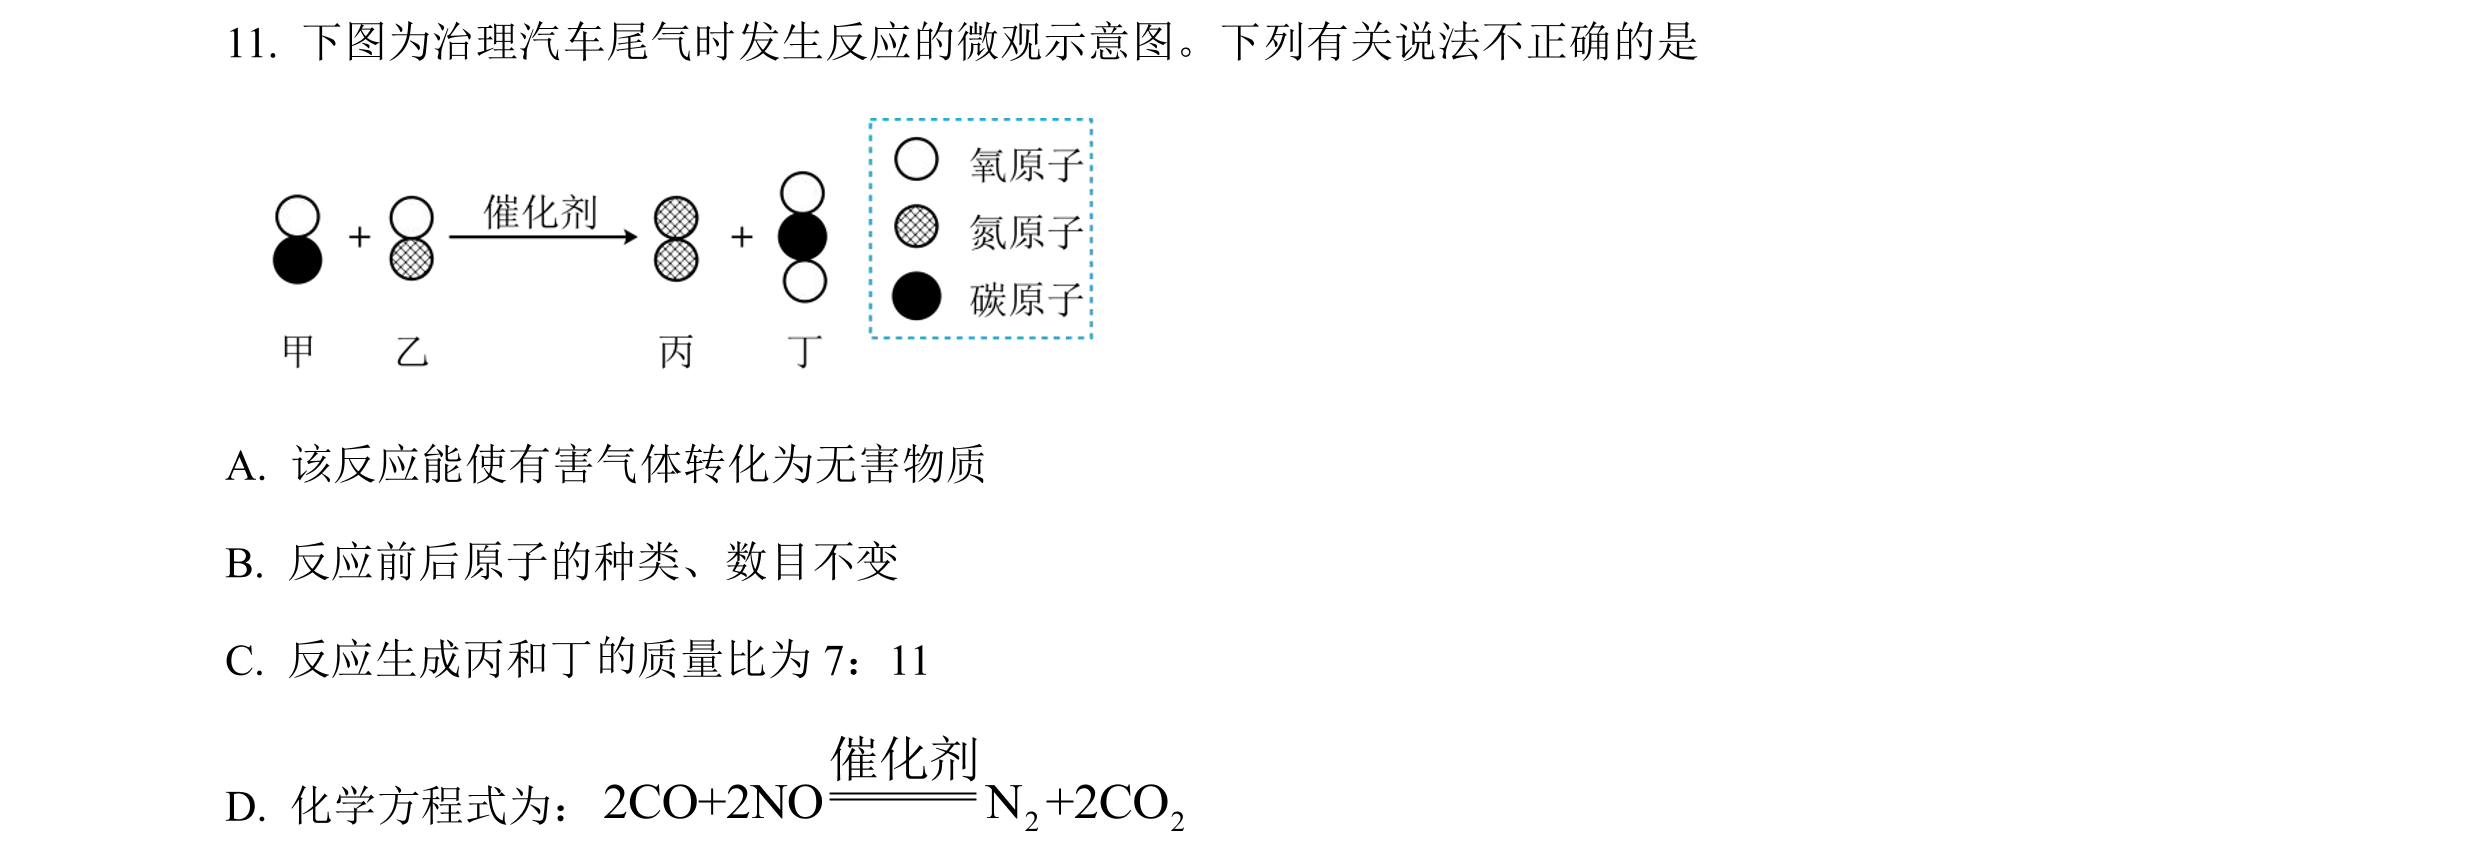 11. 下图为治理汽车尾气时发生反应的微观示意图。下列有关说法不正确的是
氧原子
催化剂
氮原子
+ +
碳原子
甲 乙 丙 丁
A. 该反应能使有害气体转化为无害物质
B. 反应前后原子的种类、数目不变
C. 反应生成丙和丁的质量比为 7：11
催化剂
D. 化学方程式为：2CO+2NO═N₂+2CO₂